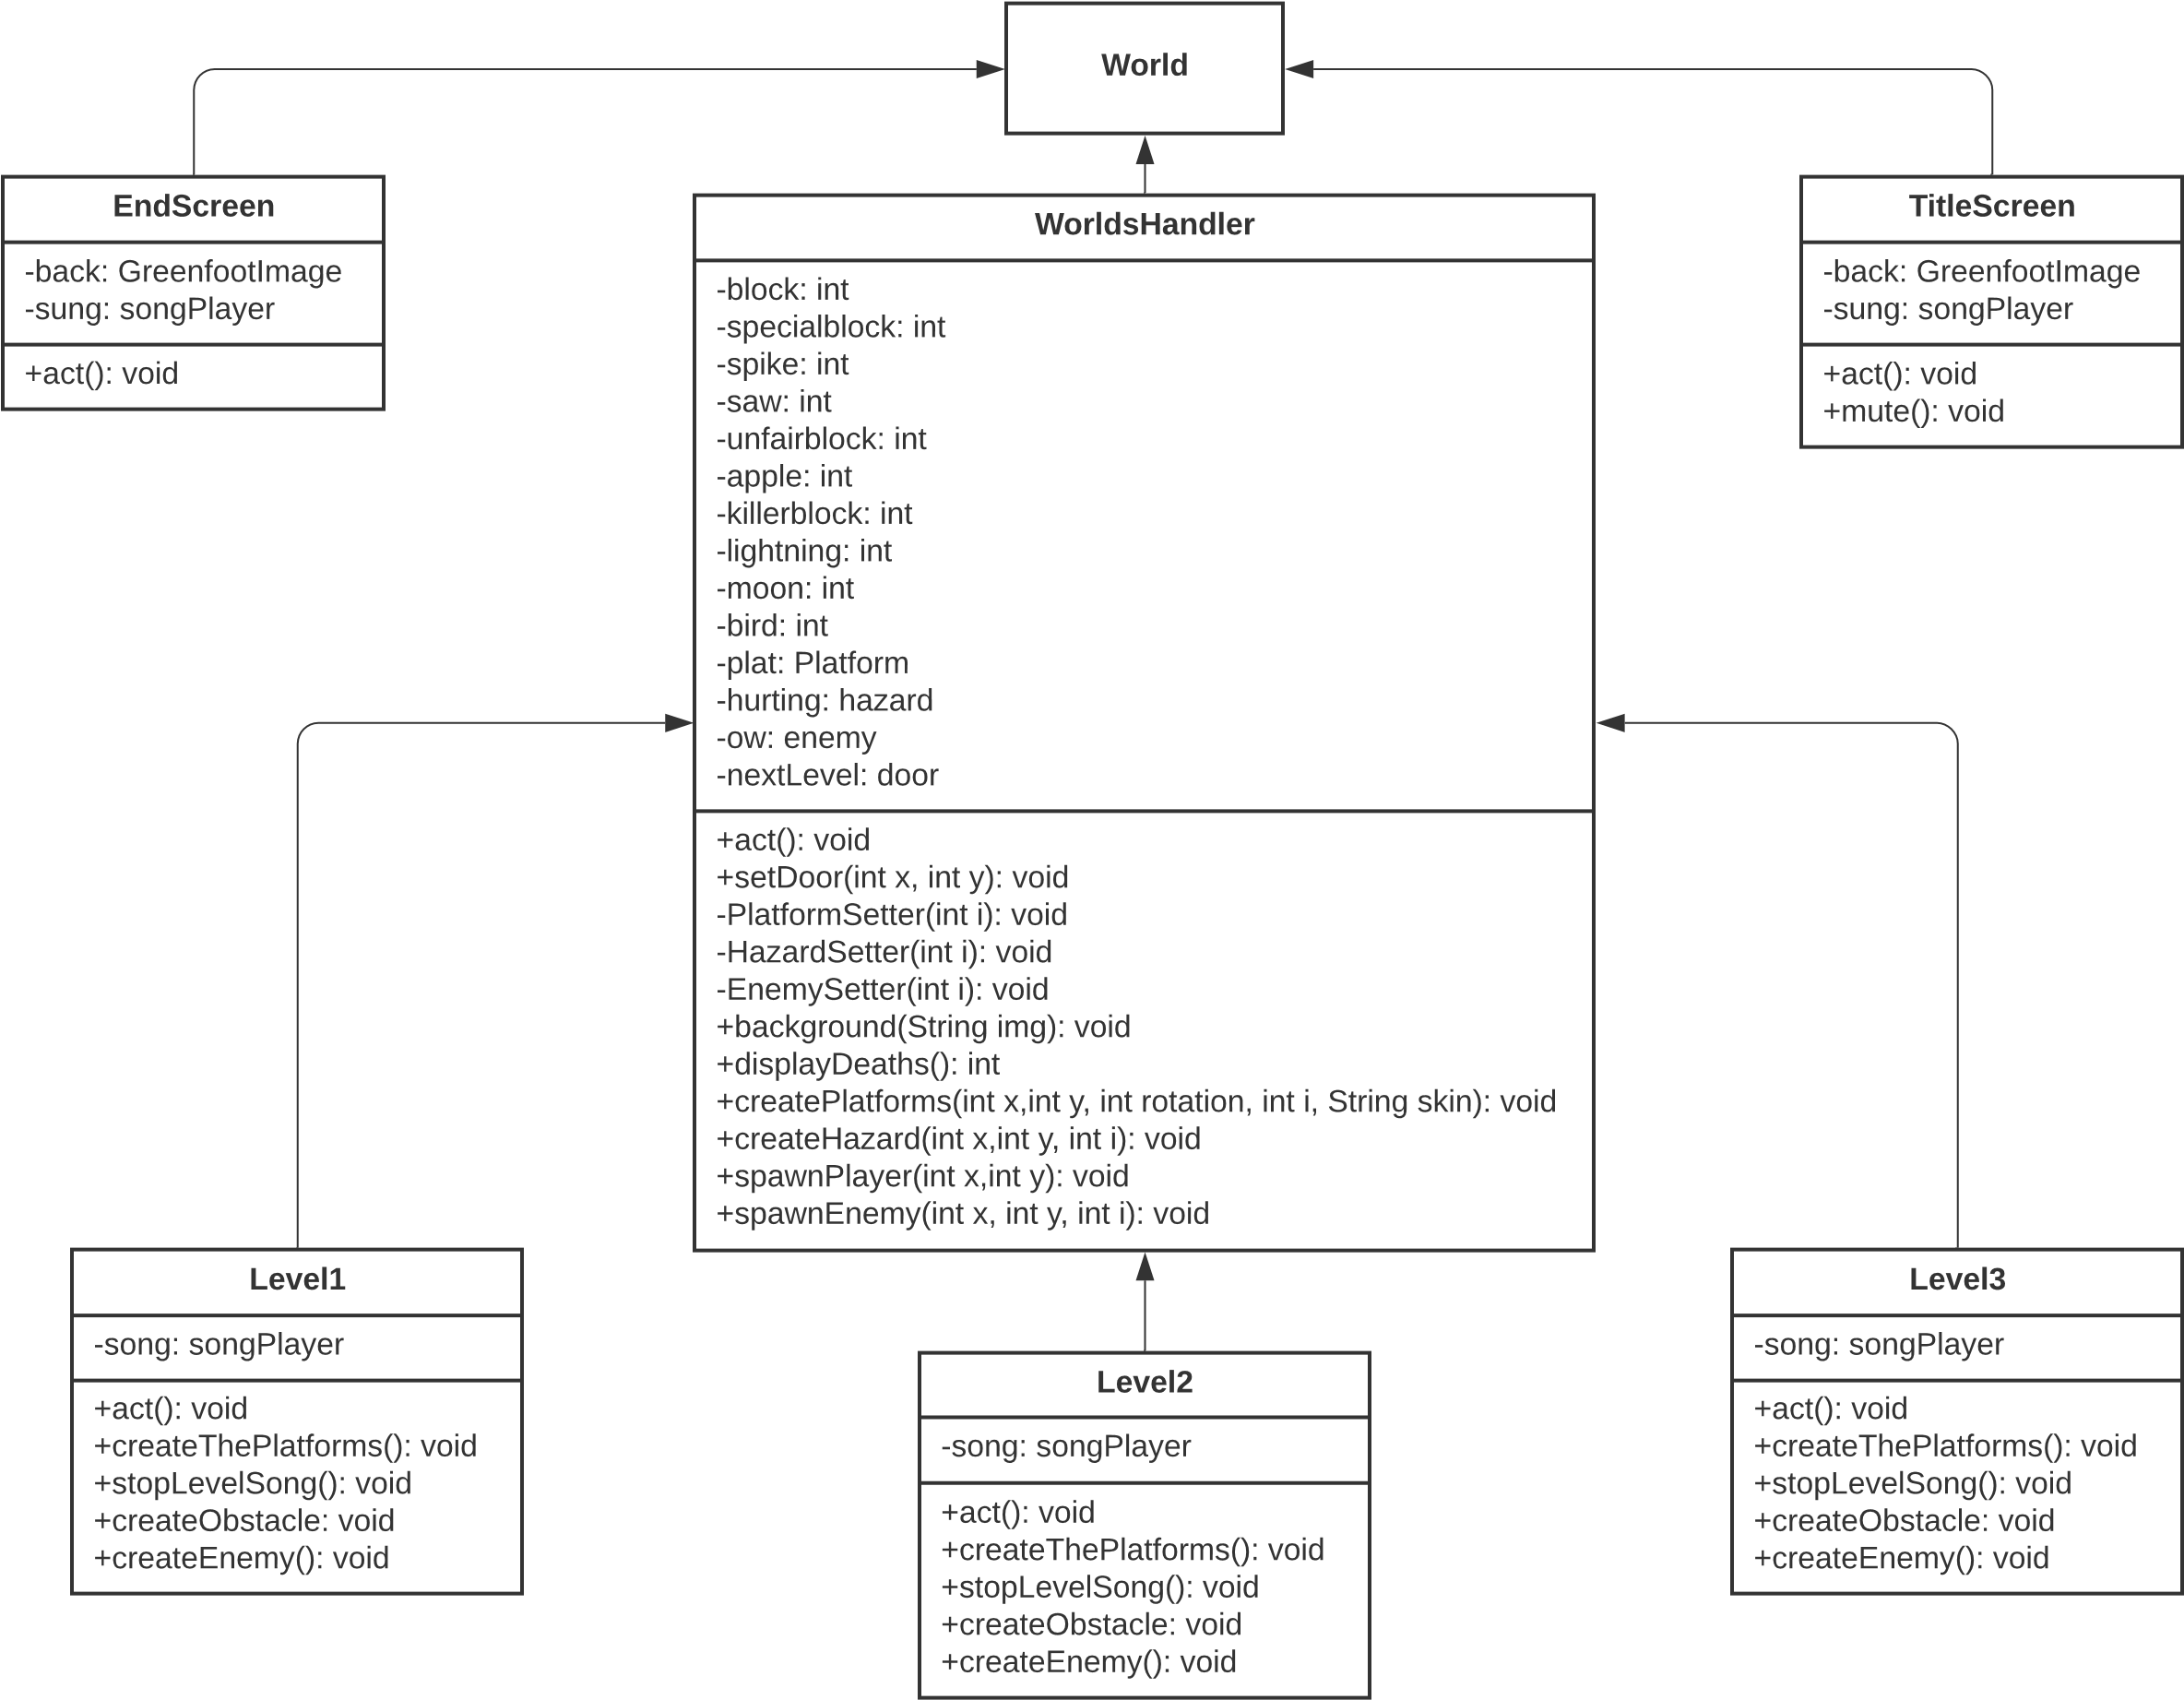 World
EndScreen
-back: GreenfootImage
-sung: songPlayer
+act(): void
WorldsHandler
-block: int
-specialblock: int
-spike: int
-saw: int
-unfairblock: int
-apple: int
-killerblock: int
-lightning: int
-moon: int
-bird: int
-plat: Platform
-hurting: hazard
-ow: enemy
-nextLevel: door
+act(): void
+setDoor(int x, int y): void
-PlatformSetter(int i): void
-HazardSetter(int i): void
-EnemySetter(int i): void
+background(String img): void
+displayDeaths(): int
+createPlatforms(int x,int y, int rotation, int i, String skin): void
+createHazard(int x,int y, int i): void
+spawnPlayer(int x,int y): void
+spawnEnemy(int x, int y, int i): void
TitleScreen
-back: GreenfootImage
-sung: songPlayer
+act(): void
+mute(): void
Level1
-song: songPlayer
+act(): void
+createThePlatforms(): void
+stopLevelSong(): void
+createObstacle: void
+createEnemy(): void
Level2
-song: songPlayer
+act(): void
+createThePlatforms(): void
+stopLevelSong(): void
+createObstacle: void
+createEnemy(): void
Level3
-song: songPlayer
+act(): void
+createThePlatforms(): void
+stopLevelSong(): void
+createObstacle: void
+createEnemy(): void